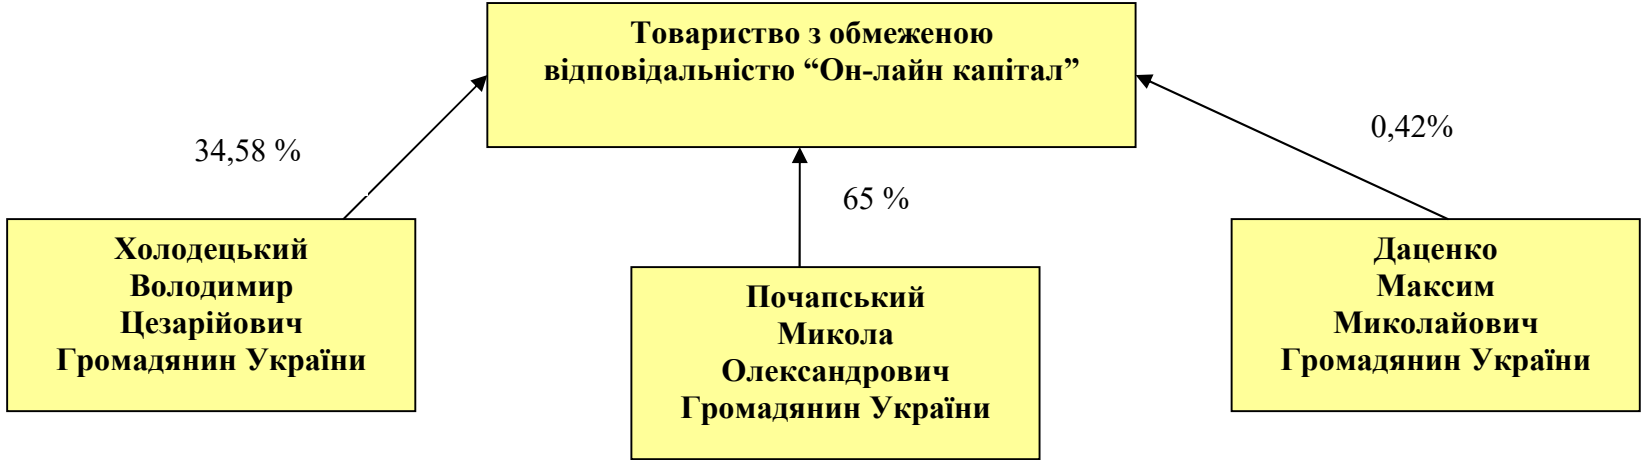 Товариство з обмеженою
відповідальністю “Он-лайн капітал”
34,58 %
65 %
0,42%
Холодецький
Володимир
Цезарійович
Громадянин України
Почапський
Микола
Олександрович
Громадянин України
Даценко
Максим
Миколайович
Громадянин України